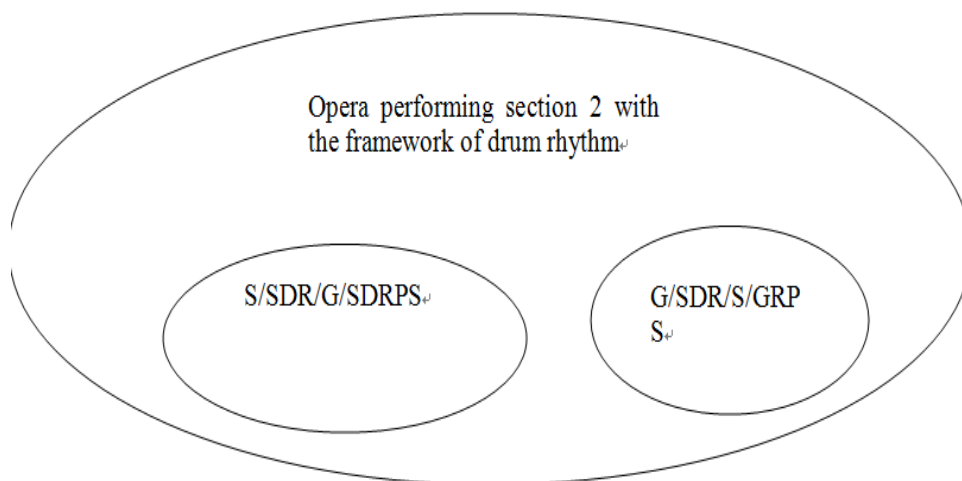 Opera performing section 2 with
the framework of drum rhythm↵
S/SDR/G/SDRPS↵
G/SDR/S/GRP
S↵